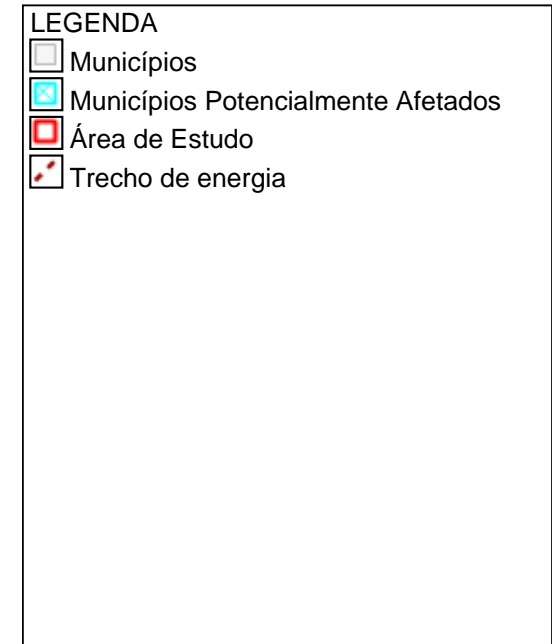 LEGENDA
Municípios
Municípios Potencialmente Afetados
Área de Estudo
Trecho de energia